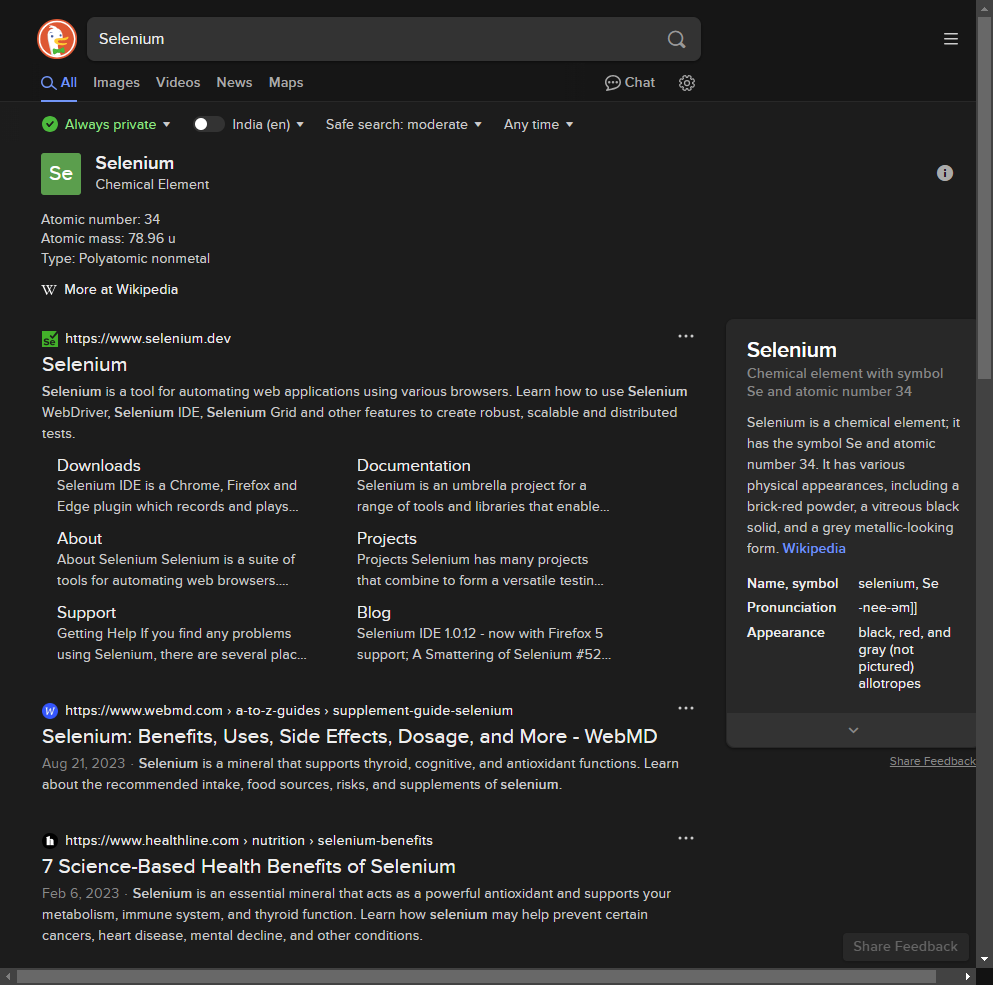 Selenium
All Images Videos News Maps Chat
Always private India (en) Safe search: moderate Any time
Se
Selenium
Chemical Element
Atomic number: 34
Atomic mass: 78.96 u
Type: Polyatomic nonmetal
W More at Wikipedia
Se https://www.selenium.dev
Selenium
Selenium is a tool for automating web applications using various browsers. Learn how to use Selenium
WebDriver, Selenium IDE, Selenium Grid and other features to create robust, scalable and distributed
tests.
Downloads
Selenium IDE is a Chrome, Firefox and
Edge plugin which records and plays...
Documentation
Selenium is an umbrella project for a
range of tools and libraries that enable...
About
About Selenium Selenium is a suite of
tools for automating web browsers....
Projects
Projects Selenium has many projects
that combine to form a versatile testin...
Support
Getting Help If you find any problems
using Selenium, there are several plac...
Blog
Selenium IDE 1.0.12 - now with Firefox 5
support; A Smattering of Selenium #52...
W https://www.webmd.com › a-to-z-guides › supplement-guide-selenium
Selenium: Benefits, Uses, Side Effects, Dosage, and More - WebMD
Aug 21, 2023 · Selenium is a mineral that supports thyroid, cognitive, and antioxidant functions. Learn
about the recommended intake, food sources, risks, and supplements of selenium.
h https://www.healthline.com › nutrition › selenium-benefits
7 Science-Based Health Benefits of Selenium
Feb 6, 2023 · Selenium is an essential mineral that acts as a powerful antioxidant and supports your
metabolism, immune system, and thyroid function. Learn how selenium may help prevent certain
cancers, heart disease, mental decline, and other conditions.
Selenium
Chemical element with symbol
Se and atomic number 34
Selenium is a chemical element; it
has the symbol Se and atomic
number 34. It has various
physical appearances, including a
brick-red powder, a vitreous black
solid, and a grey metallic-looking
form. Wikipedia
Name, symbol selenium, Se
Pronunciation -nee-əm]]
Appearance black, red, and
gray (not
pictured)
allotropes
Share Feedback
Share Feedback